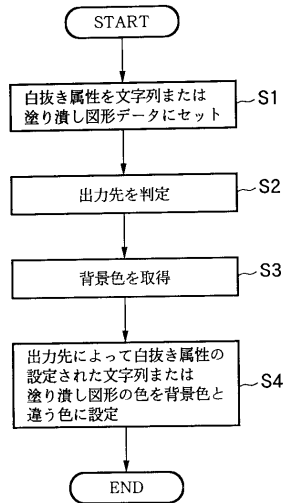 START
白抜き属性を文字列または
塗り潰し図形データにセット
S1
出力先を判定
S2
背景色を取得
S3
出力先によって白抜き属性の
設定された文字列または
塗り潰し図形の色を背景色と
違う色に設定
S4
END